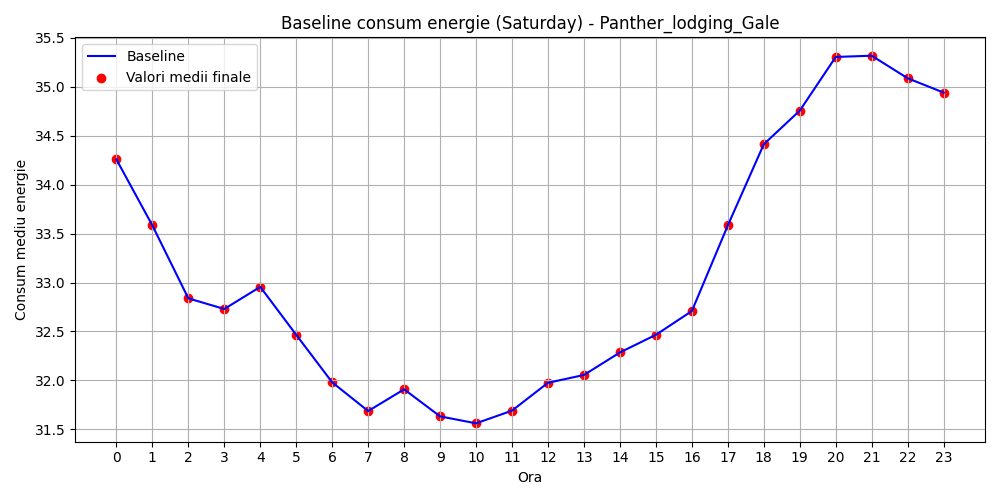 Baseline consum energie (Saturday) - Panther_lodging_Gale
Baseline
Valori medii finale
Consum mediu energie
35.5
35.0
34.5
34.0
33.5
33.0
32.5
32.0
31.5
0 1 2 3 4 5 6 7 8 9 10 11 12 13 14 15 16 17 18 19 20 21 22 23
Ora